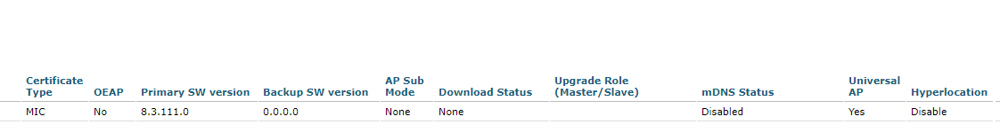 Certificate Type OEAP Primary SW version Backup SW version AP Sub Mode Download Status Upgrade Role (Master/Slave) mDNS Status Universal AP Hyperlocation
MIC No 8.3.111.0 0.0.0.0 None None Disabled Yes Disable